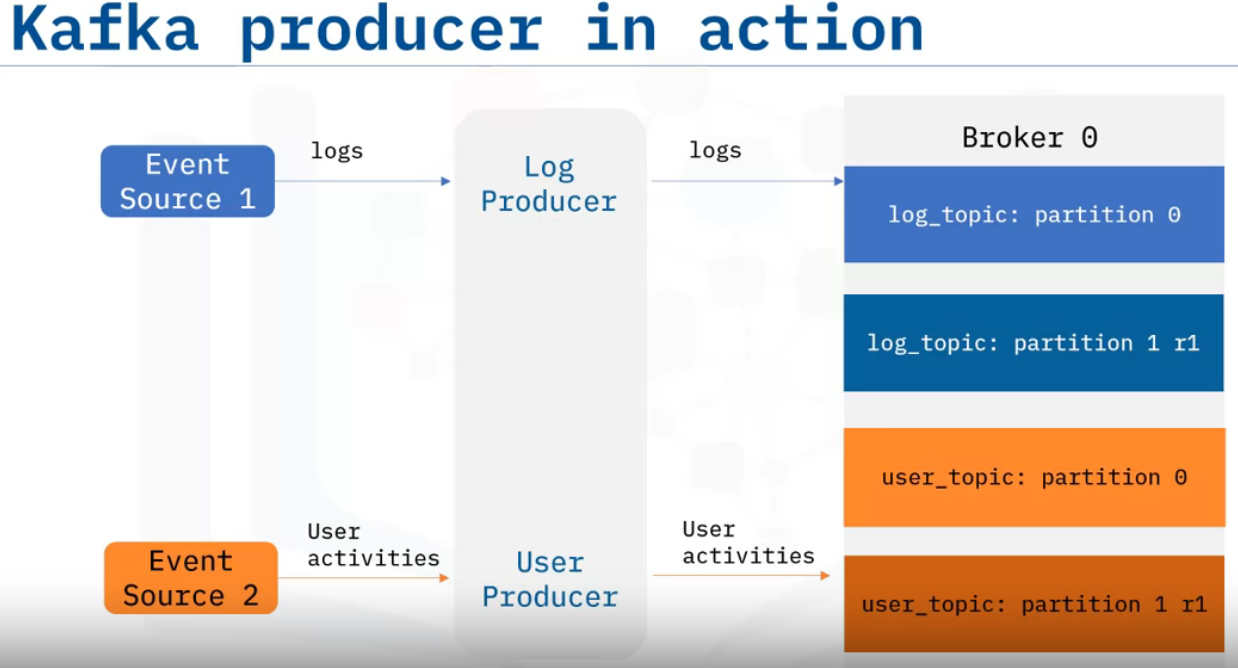 Kafka producer in action
Event
Source 1
logs
Log
Producer
logs
Broker 0
log_topic: partition 0
log_topic: partition 1 r1
user_topic: partition 0
Event
Source 2
User
activities
User
Producer
User
activities
user_topic: partition 1 r1